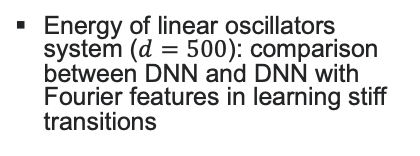 ▪ Energy of linear oscillators
system (d = 500): comparison
between DNN and DNN with
Fourier features in learning stiff
transitions